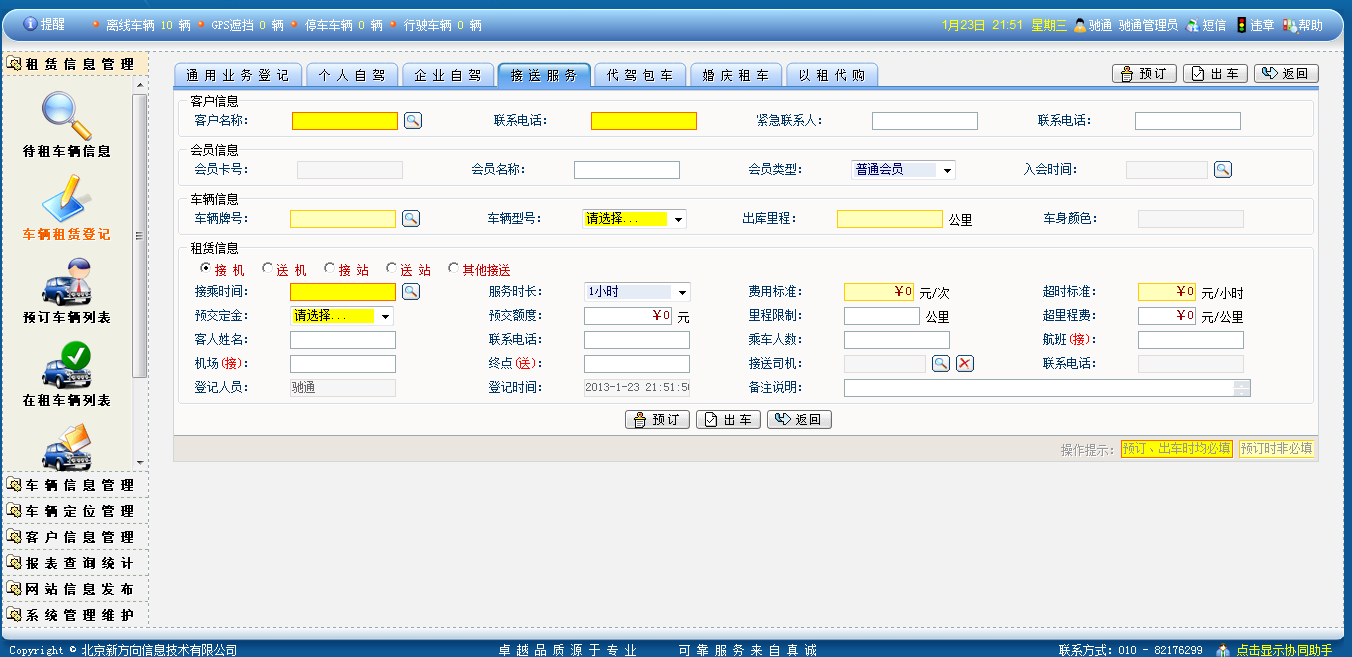 提醒 离线车辆 10 辆 GPS遮挡 0 辆 停车车辆 0 辆 行驶车辆 0 辆 1月23日 21:51 星期三 驰通 驰通管理员 短信 违章 帮助
租赁信息管理
待租车辆信息
车辆租赁登记
预订车辆列表
在租车辆列表
车辆信息管理
车辆定位管理
客户信息管理
报表查询统计
网站信息发布
系统管理维护
通用业务登记 个人自驾 企业自驾 接送服务 代驾包车 婚庆租车 以租代购 预订 出车 返回
客户信息
客户名称: 联系电话: 紧急联系人: 联系电话:
会员信息
会员卡号: 会员名称: 会员类型: 普通会员 入会时间:
车辆信息
车辆牌号: 车辆型号: 请选择... 出库里程: 公里 车身颜色:
租赁信息
接 机 送 机 接 站 送 站 其他接送
接乘时间: 服务时长: 1小时 费用标准: ￥0 元/次 超时标准: ￥0 元/小时
预交定金: 请选择... 预交额度: ￥0 元 里程限制: 公里 超里程费: ￥0 元/公里
客人姓名: 联系电话: 乘车人数: 航班(接):
机场(接): 终点(送): 接送司机: 联系电话:
登记人员: 驰通 登记时间: 2013-1-23 21:51:50 备注说明:
预订 出车 返回
操作提示: 预订、出车时均必填 预订时非必填
Copyright © 北京新方向信息技术有限公司 卓越品质源于专业 可靠服务来自真诚 联系方式: 010 - 82176299 点击显示协同助手